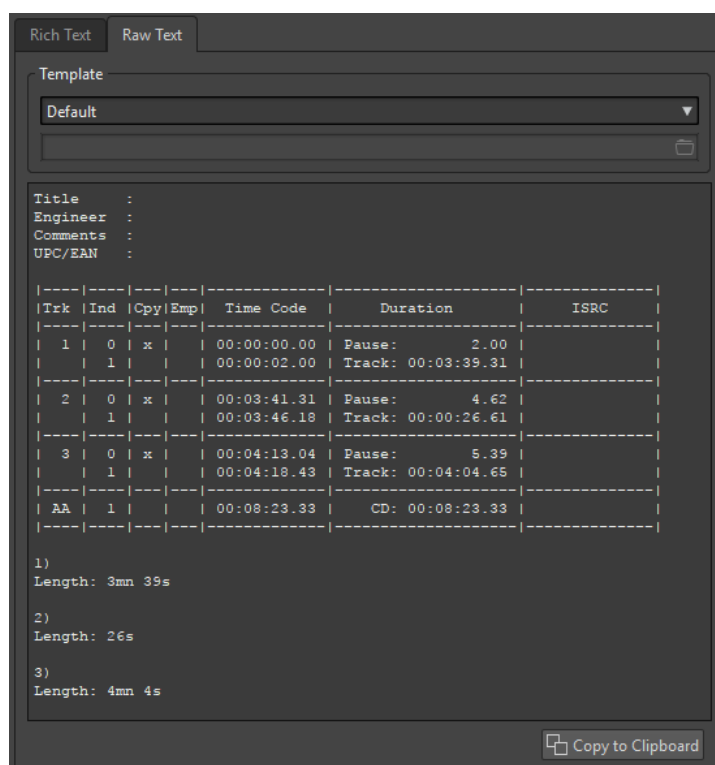 Rich Text Raw Text
Template
Default
Title      :
Engineer   :
Comments   :
UPC/EAN    :
|----|----|---|---|-------------|--------------------|--------------|
|Trk |Ind |Cpy|Emp|  Time Code  |     Duration       |     ISRC     |
|----|----|---|---|-------------|--------------------|--------------|
|  1 |  0 | x |   | 00:00:00.00 | Pause:        2.00 |              |
|    |  1 |   |   | 00:00:02.00 | Track: 00:03:39.31 |              |
|----|----|---|---|-------------|--------------------|--------------|
|  2 |  0 | x |   | 00:03:41.31 | Pause:        4.62 |              |
|    |  1 |   |   | 00:03:46.18 | Track: 00:00:26.61 |              |
|----|----|---|---|-------------|--------------------|--------------|
|  3 |  0 | x |   | 00:04:13.04 | Pause:        5.39 |              |
|    |  1 |   |   | 00:04:18.43 | Track: 00:04:04.65 |              |
|----|----|---|---|-------------|--------------------|--------------|
| AA |  1 |   |   | 00:08:23.33 |    CD: 00:08:23.33 |              |
|----|----|---|---|-------------|--------------------|--------------|
1)
Length: 3mn 39s
2)
Length: 26s
3)
Length: 4mn 4s
Copy to Clipboard